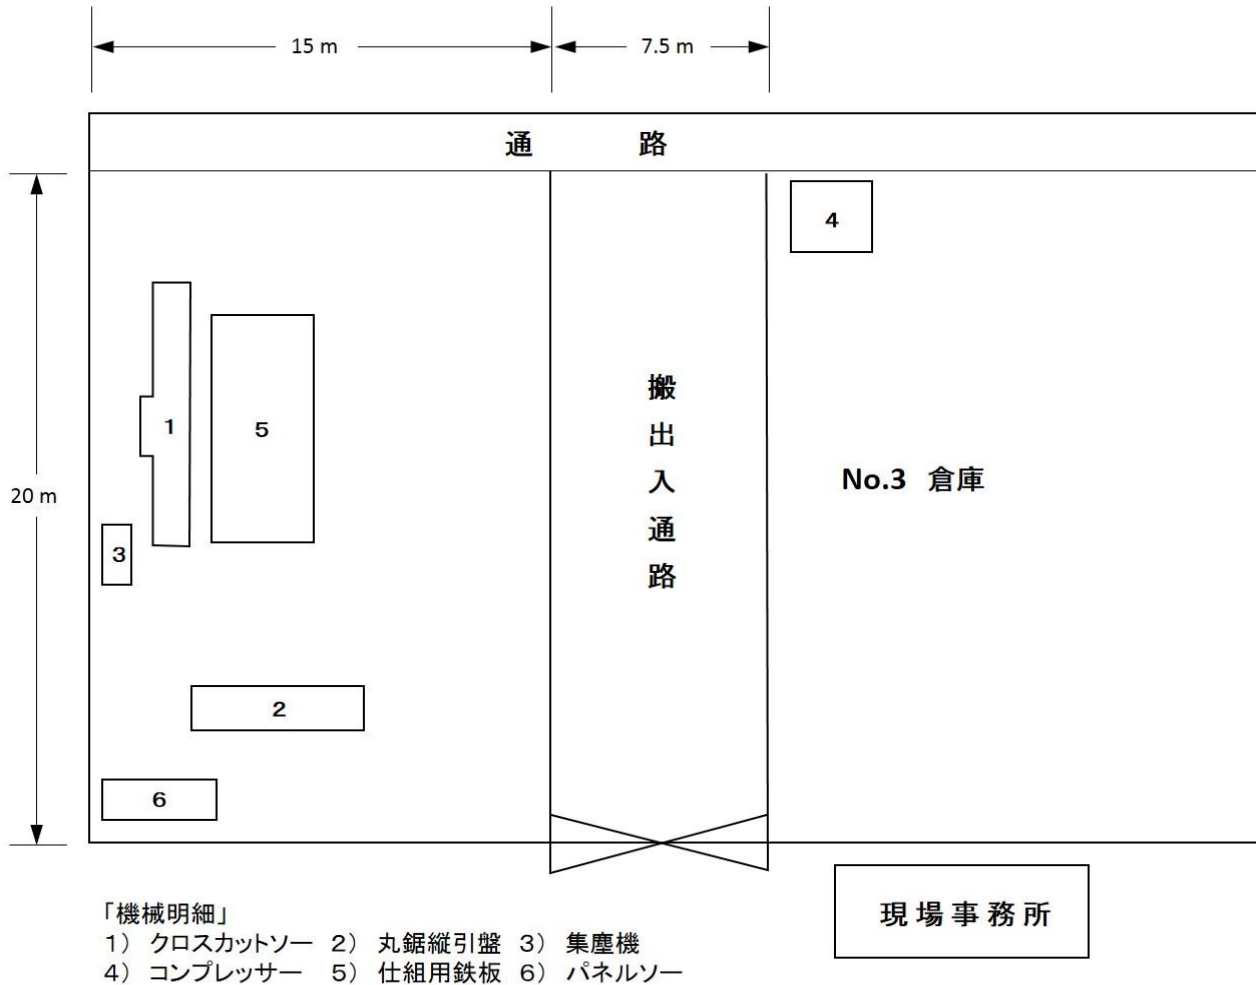 15 m
7.5 m
通 路
4
搬出入通路
1
5
No.3 倉庫
20 m
3
2
6
現場事務所
「機械明細」
1） クロスカットソー 2） 丸鋸縦引盤 3） 集塵機
4） コンプレッサー 5） 仕組用鉄板 6） パネルソー